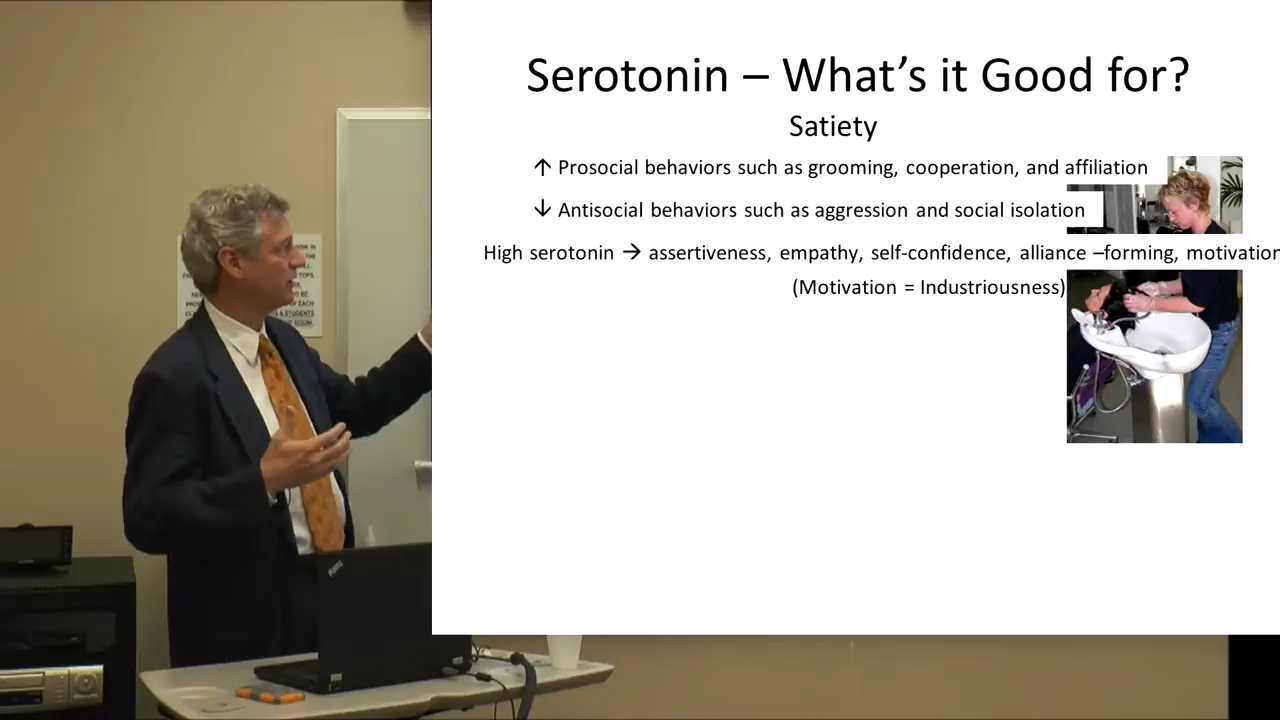 Serotonin – What's it Good for?
Satiety
↑ Prosocial behaviors such as grooming, cooperation, and affiliation
↓ Antisocial behaviors such as aggression and social isolation
High serotonin → assertiveness, empathy, self-confidence, alliance –forming, motivation
(Motivation = Industriousness)
ThinkPad